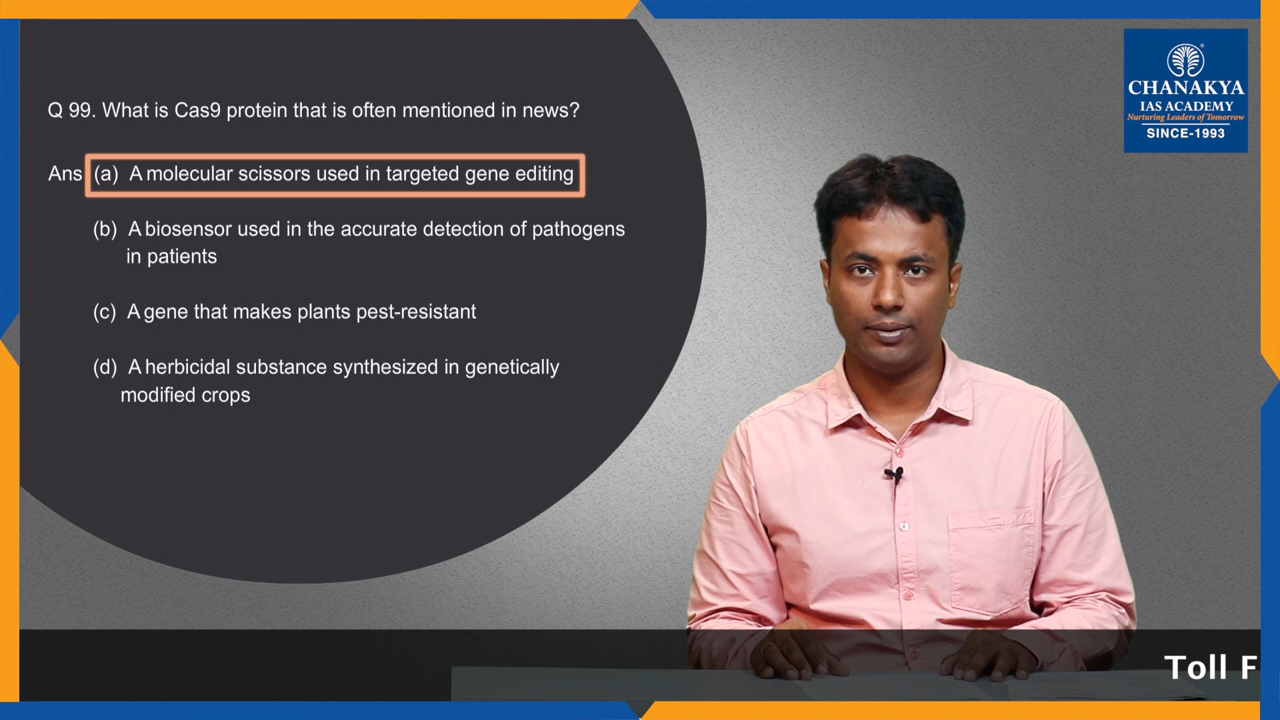 Q 99. What is Cas9 protein that is often mentioned in news?
Ans (a) A molecular scissors used in targeted gene editing
(b) A biosensor used in the accurate detection of pathogens
in patients
(c) A gene that makes plants pest-resistant
(d) A herbicidal substance synthesized in genetically
modified crops
CHANAKYA
IAS ACADEMY
Nurturing Leaders of Tomorrow
SINCE-1993
Toll F